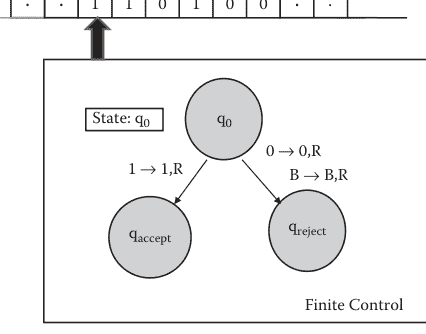 · · 1 1 0 1 0 0 · ·
State: q0
q0
0 → 0,R
1 → 1,R
B → B,R
qaccept
qreject
Finite Control